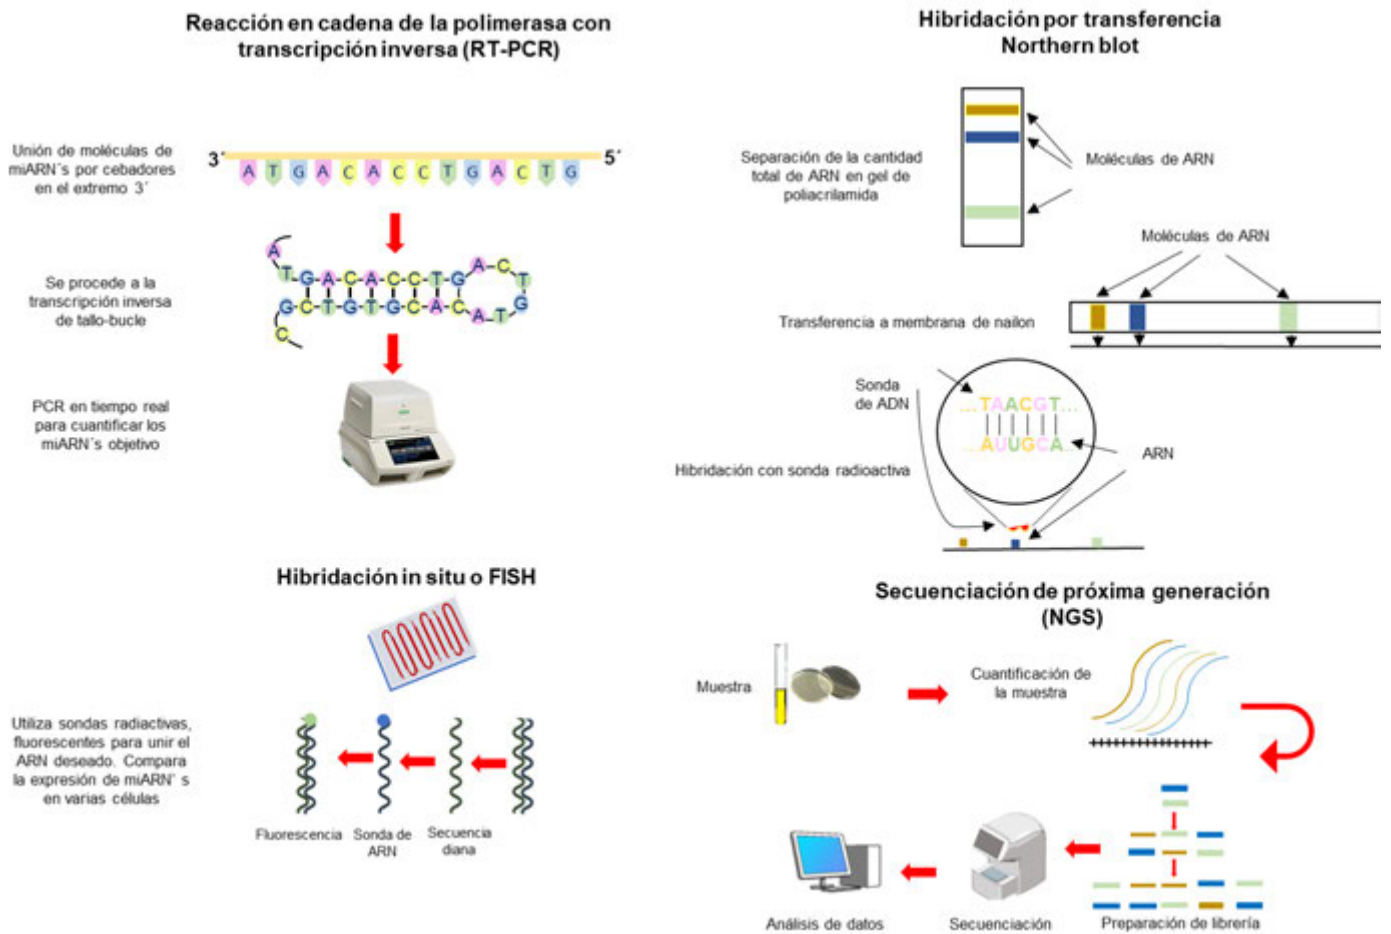 Reacción en cadena de la polimerasa con
transcripción inversa (RT-PCR)
Unión de moléculas de
miARN´s por cebadores
en el extremo 3´
3´
5´
A T G A C A C C T G A C T G
Se procede a la
transcripción inversa
de tallo-bucle
A T G A C A C C T G A C T G
C G C T G T G C A C A T
PCR en tiempo real
para cuantificar los
miARN´s objetivo
Hibridación por transferencia
Northern blot
Separación de la cantidad
total de ARN en gel de
poliacrilamida
Moléculas de ARN
Moléculas de ARN
Transferencia a membrana de nailon
Sonda
de ADN
...TAACGT...
...AUUGCA...
ARN
Hibridación con sonda radioactiva
Hibridación in situ o FISH
Utiliza sondas radiactivas,
fluorescentes para unir el
ARN deseado. Compara
la expresión de miARN´ s
en varias células
Fluorescencia
Sonda de
ARN
Secuencia
diana
Secuenciación de próxima generación
(NGS)
Muestra
Cuantificación de
la muestra
Análisis de datos
Secuenciación
Preparación de librería